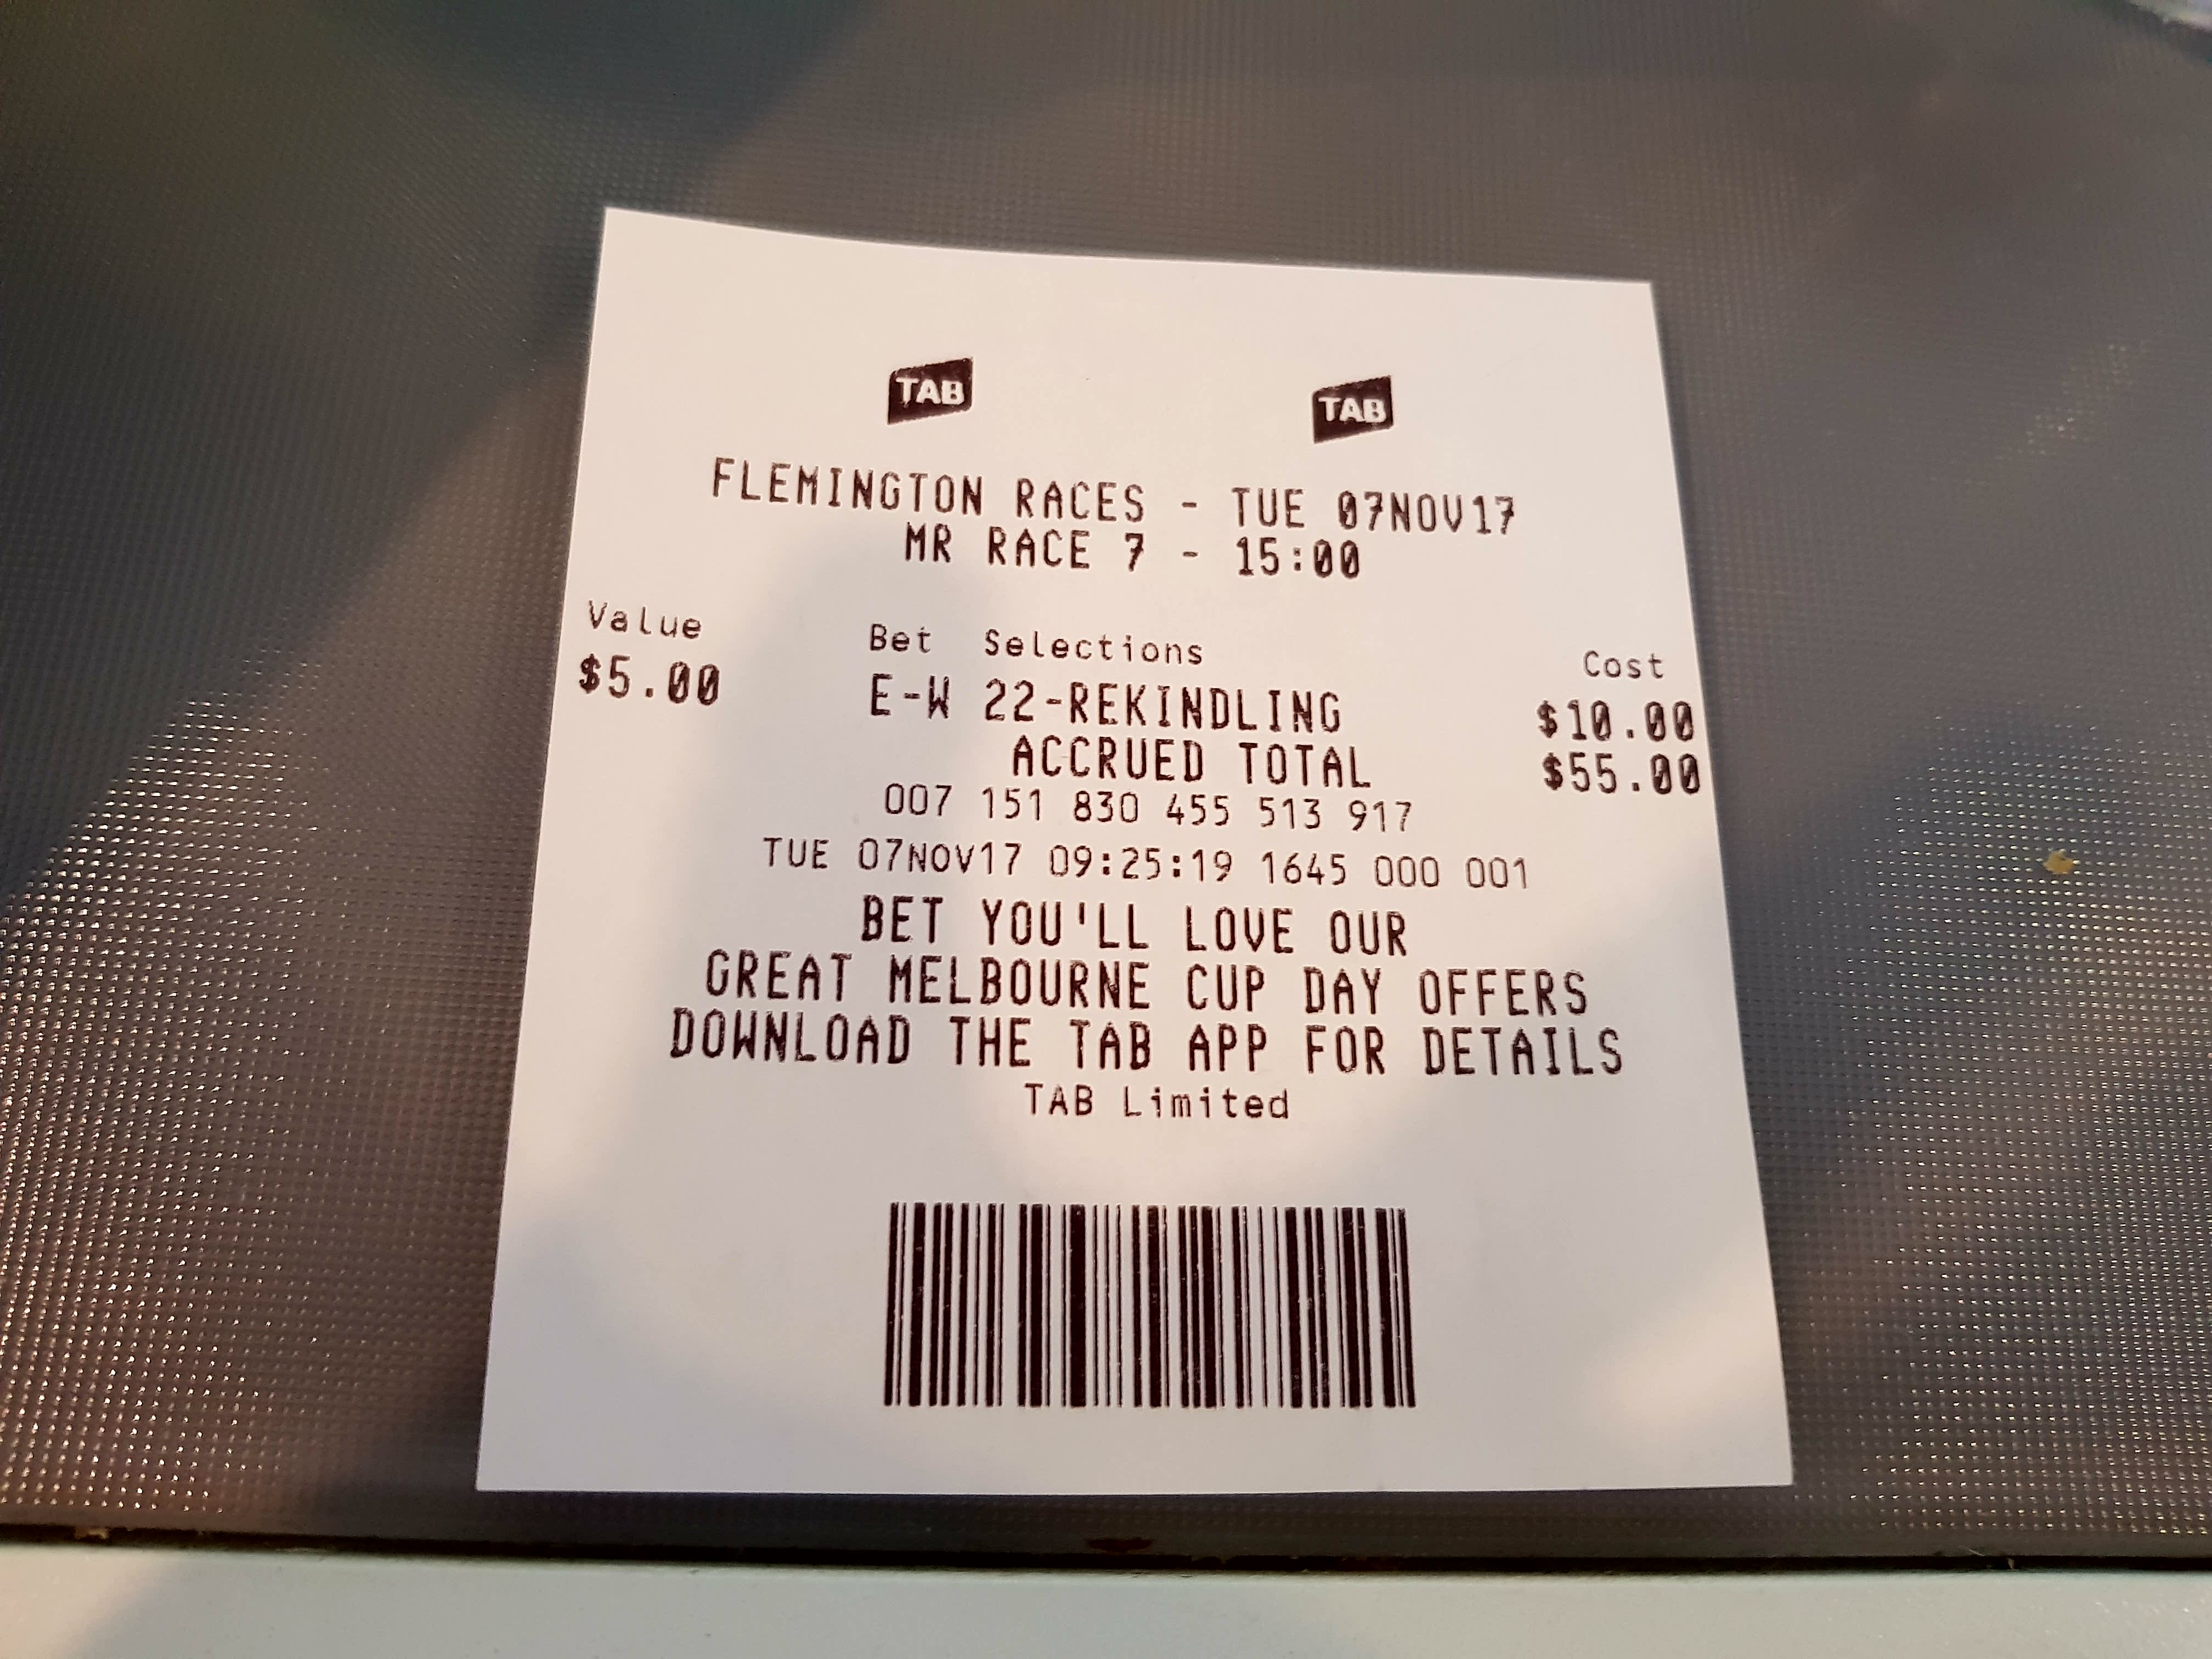 TAB TAB
FLEMINGTON RACES - TUE 07NOV17
MR RACE 7 - 15:00
Value Bet Selections Cost
$5.00 E-W 22-REKINDLING $10.00
ACCRUED TOTAL $55.00
007 151 830 455 513 917
TUE 07NOV17 09:25:19 1645 000 001
BET YOU'LL LOVE OUR
GREAT MELBOURNE CUP DAY OFFERS
DOWNLOAD THE TAB APP FOR DETAILS
TAB Limited